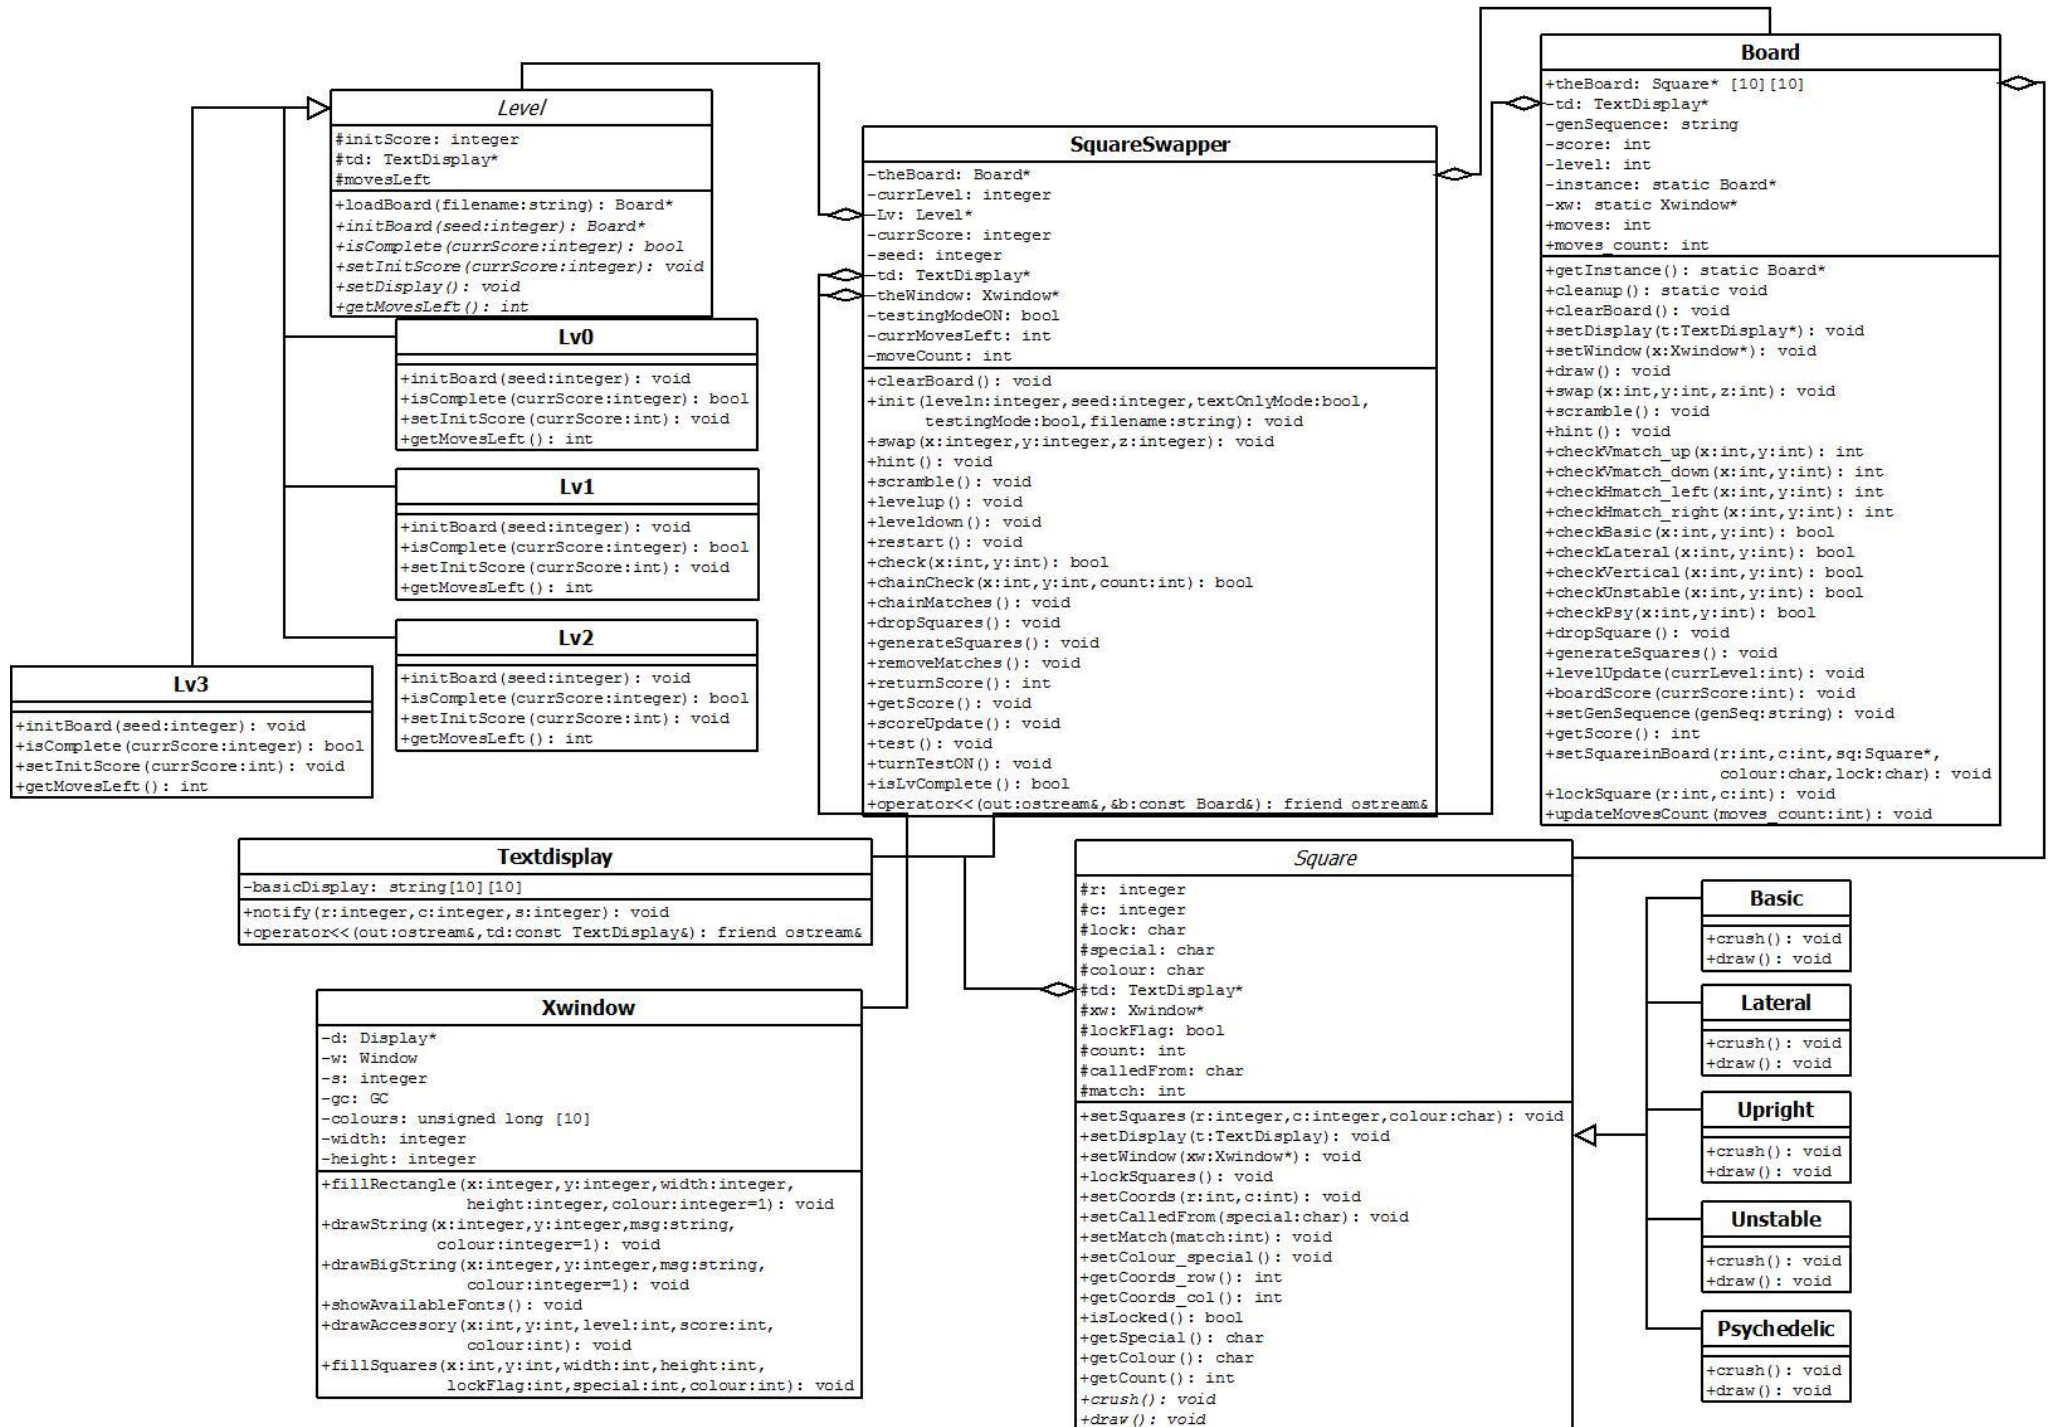 Level
#initScore: integer
#td: TextDisplay*
#movesLeft
+loadBoard(filename:string): Board*
+initBoard(seed:integer): Board*
+isComplete(currScore:integer): bool
+setInitScore(currScore:integer): void
+setDisplay(): void
+getMovesLeft(): int
Lv0
+initBoard(seed:integer): void
+isComplete(currScore:integer): bool
+setInitScore(currScore:int): void
+getMovesLeft(): int
Lv1
+initBoard(seed:integer): void
+isComplete(currScore:integer): bool
+setInitScore(currScore:int): void
+getMovesLeft(): int
Lv2
+initBoard(seed:integer): void
+isComplete(currScore:integer): bool
+setInitScore(currScore:int): void
+getMovesLeft(): int
Lv3
+initBoard(seed:integer): void
+isComplete(currScore:integer): bool
+setInitScore(currScore:int): void
+getMovesLeft(): int
SquareSwapper
-theBoard: Board*
-currLevel: integer
-Lv: Level*
-currScore: integer
-seed: integer
-td: TextDisplay*
-theWindow: Xwindow*
-testingModeON: bool
-currMovesLeft: int
-moveCount: int
+clearBoard(): void
+init(leveln:integer,seed:integer,textOnlyMode:bool,
testingMode:bool,filename:string): void
+swap(x:integer,y:integer,z:integer): void
+hint(): void
+scramble(): void
+levelup(): void
+leveldown(): void
+restart(): void
+check(x:int,y:int): bool
+chainCheck(x:int,y:int,count:int): bool
+chainMatches(): void
+dropSquares(): void
+generateSquares(): void
+removeMatches(): void
+returnScore(): int
+getScore(): void
+scoreUpdate(): void
+test(): void
+turnTestON(): void
+isLvComplete(): bool
+operator<<(out:ostream&,&b:const Board&): friend ostream&
Board
+theBoard: Square* [10][10]
-td: TextDisplay*
-genSequence: string
-score: int
-level: int
-instance: static Board*
-xw: static Xwindow*
+moves: int
+moves_count: int
+getInstance(): static Board*
+cleanup(): static void
+clearBoard(): void
+setDisplay(t:TextDisplay*): void
+setWindow(x:Xwindow*): void
+draw(): void
+swap(x:int,y:int,z:int): void
+scramble(): void
+hint(): void
+checkVmatch_up(x:int,y:int): int
+checkVmatch_down(x:int,y:int): int
+checkHmatch_left(x:int,y:int): int
+checkHmatch_right(x:int,y:int): int
+checkBasic(x:int,y:int): bool
+checkLateral(x:int,y:int): bool
+checkVertical(x:int,y:int): bool
+checkUnstable(x:int,y:int): bool
+checkPsy(x:int,y:int): bool
+dropSquare(): void
+generateSquares(): void
+levelUpdate(currLevel:int): void
+boardScore(currScore:int): void
+setGenSequence(genSeq:string): void
+getScore(): int
+setSquareinBoard(r:int,c:int,sq:Square*,
colour:char,lock:char): void
+lockSquare(r:int,c:int): void
+updateMovesCount(moves_count:int): void
Textdisplay
-basicDisplay: string[10][10]
+notify(r:integer,c:integer,s:integer): void
+operator<<(out:ostream&,td:const TextDisplay&): friend ostream&
Xwindow
-d: Display*
-w: Window
-s: integer
-gc: GC
-colours: unsigned long [10]
-width: integer
-height: integer
+fillRectangle(x:integer,y:integer,width:integer,
height:integer,colour:integer=1): void
+drawString(x:integer,y:integer,msg:string,
colour:integer=1): void
+drawBigString(x:integer,y:integer,msg:string,
colour:integer=1): void
+showAvailableFonts(): void
+drawAccessory(x:int,y:int,level:int,score:int,
colour:int): void
+fillSquares(x:int,y:int,width:int,height:int,
lockFlag:int,special:int,colour:int): void
Square
#r: integer
#c: integer
#lock: char
#special: char
#colour: char
#td: TextDisplay*
#xw: Xwindow*
#lockFlag: bool
#count: int
#calledFrom: char
#match: int
+setSquares(r:integer,c:integer,colour:char): void
+setDisplay(t:TextDisplay): void
+setWindow(xw:Xwindow*): void
+lockSquares(): void
+setCoords(r:int,c:int): void
+setCalledFrom(special:char): void
+setMatch(match:int): void
+setColour_special(): void
+getCoords_row(): int
+getCoords_col(): int
+isLocked(): bool
+getSpecial(): char
+getColour(): char
+getCount(): int
+crush(): void
+draw(): void
Basic
+crush(): void
+draw(): void
Lateral
+crush(): void
+draw(): void
Upright
+crush(): void
+draw(): void
Unstable
+crush(): void
+draw(): void
Psychedelic
+crush(): void
+draw(): void